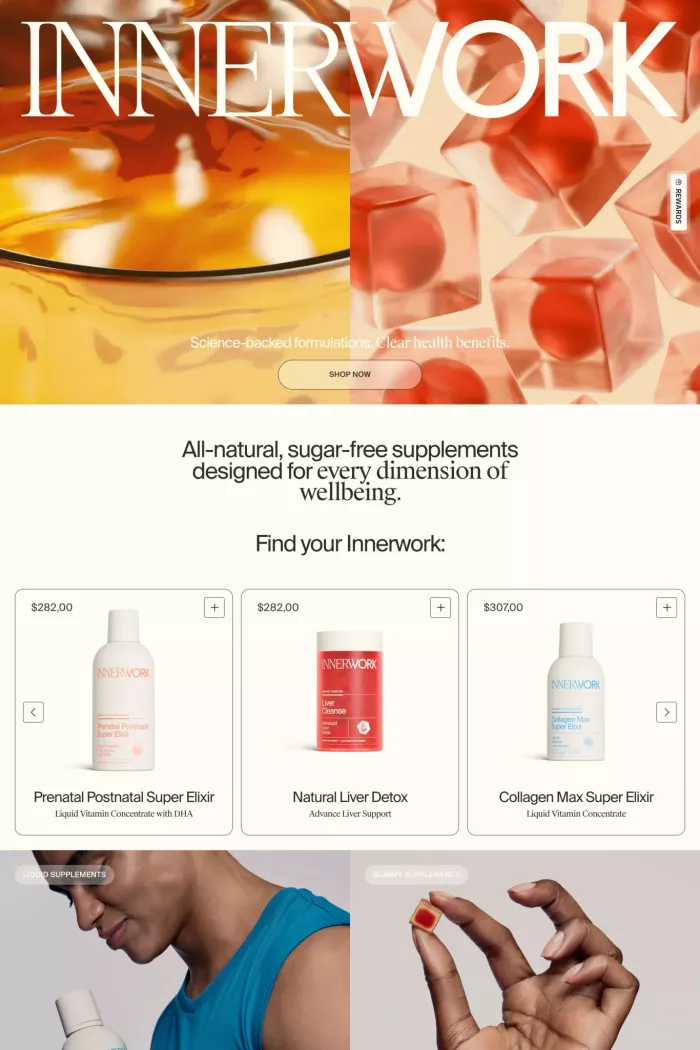 INNERWORK
REWARDS
Science-backed formulations. Clear health benefits.
SHOP NOW
All-natural, sugar-free supplements
designed for every dimension of
wellbeing.
Find your Innerwork:
$282,00
INNERWORK
Prenatal Postnatal
Super Elixir
Prenatal Postnatal Super Elixir
Liquid Vitamin Concentrate with DHA
$282,00
INNERWORK
Liver
Cleanse
Natural Liver Detox
Advance Liver Support
$307,00
INNERWORK
Collagen Max
Super Elixir
Collagen Max Super Elixir
Liquid Vitamin Concentrate
LIQUID SUPPLEMENTS
GUMMY SUPPLEMENTS